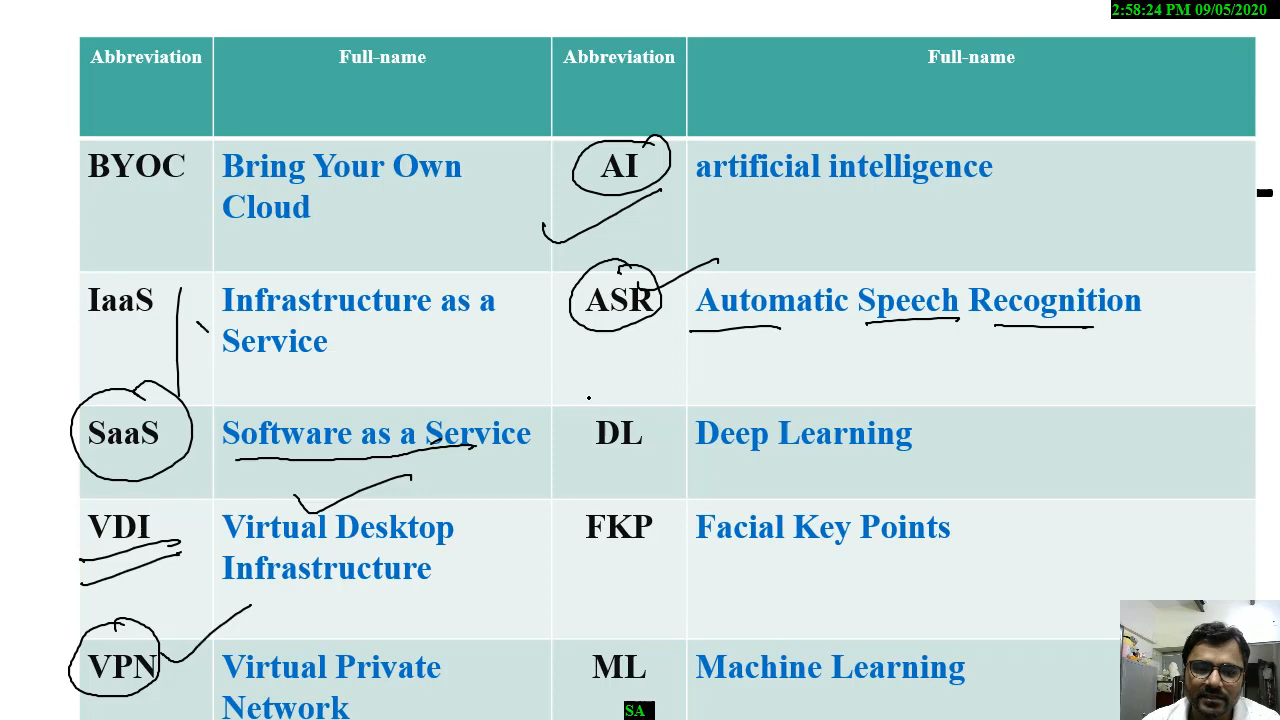 2:58:24 PM 09/05/2020
Abbreviation Full-name Abbreviation Full-name
BYOC Bring Your Own AI artificial intelligence
Cloud
IaaS Infrastructure as a ASR Automatic Speech Recognition
Service
SaaS Software as a Service DL Deep Learning
VDI Virtual Desktop FKP Facial Key Points
Infrastructure
VPN Virtual Private ML Machine Learning
Network
SA